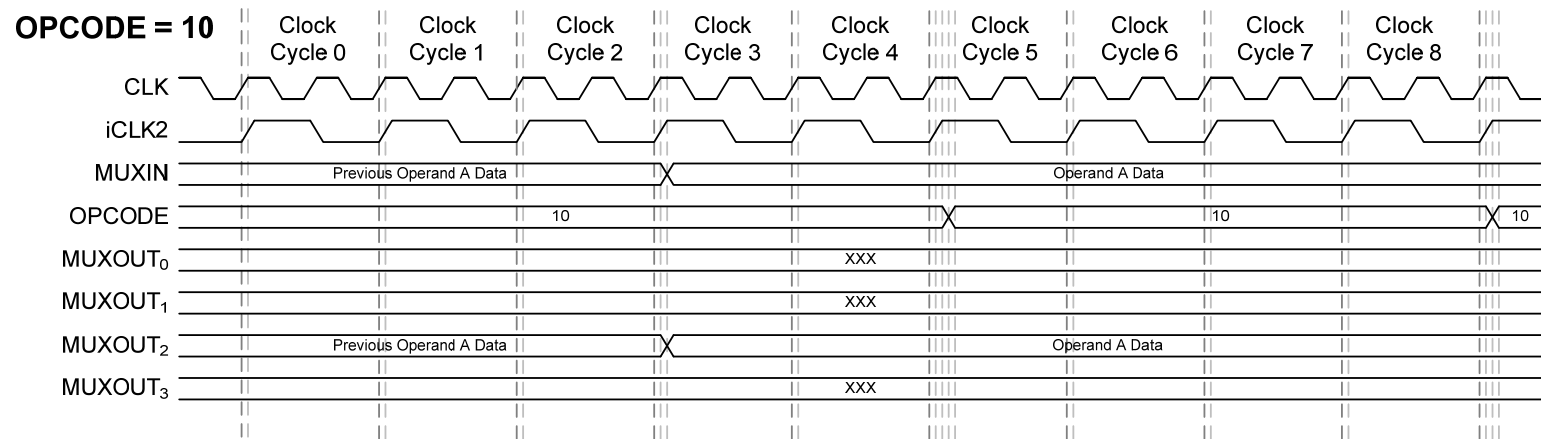 OPCODE = 10
Clock Cycle 0
Clock Cycle 1
Clock Cycle 2
Clock Cycle 3
Clock Cycle 4
Clock Cycle 5
Clock Cycle 6
Clock Cycle 7
Clock Cycle 8
CLK
iCLK2
MUXIN Previous Operand A Data Operand A Data
OPCODE 10 10 10
MUXOUT0 XXX
MUXOUT1 XXX
MUXOUT2 Previous Operand A Data Operand A Data
MUXOUT3 XXX